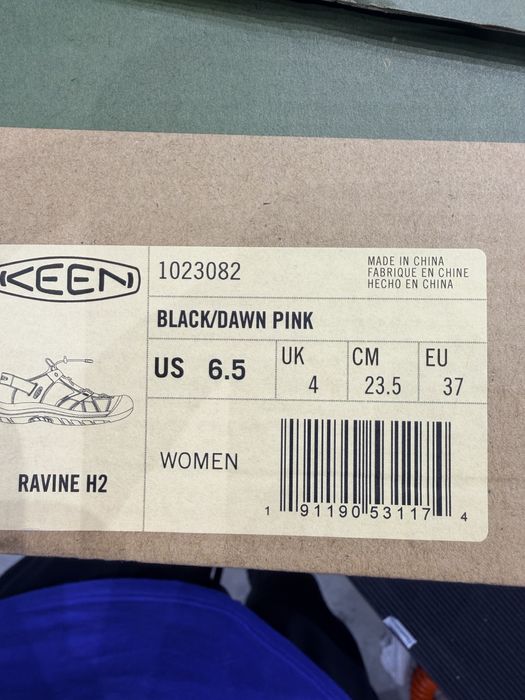 KEEN
1023082
MADE IN CHINA
FABRIQUE EN CHINE
HECHO EN CHINA
BLACK/DAWN PINK
US 6.5
UK 4
CM 23.5
EU 37
RAVINE H2
WOMEN
1 91190 53117 4